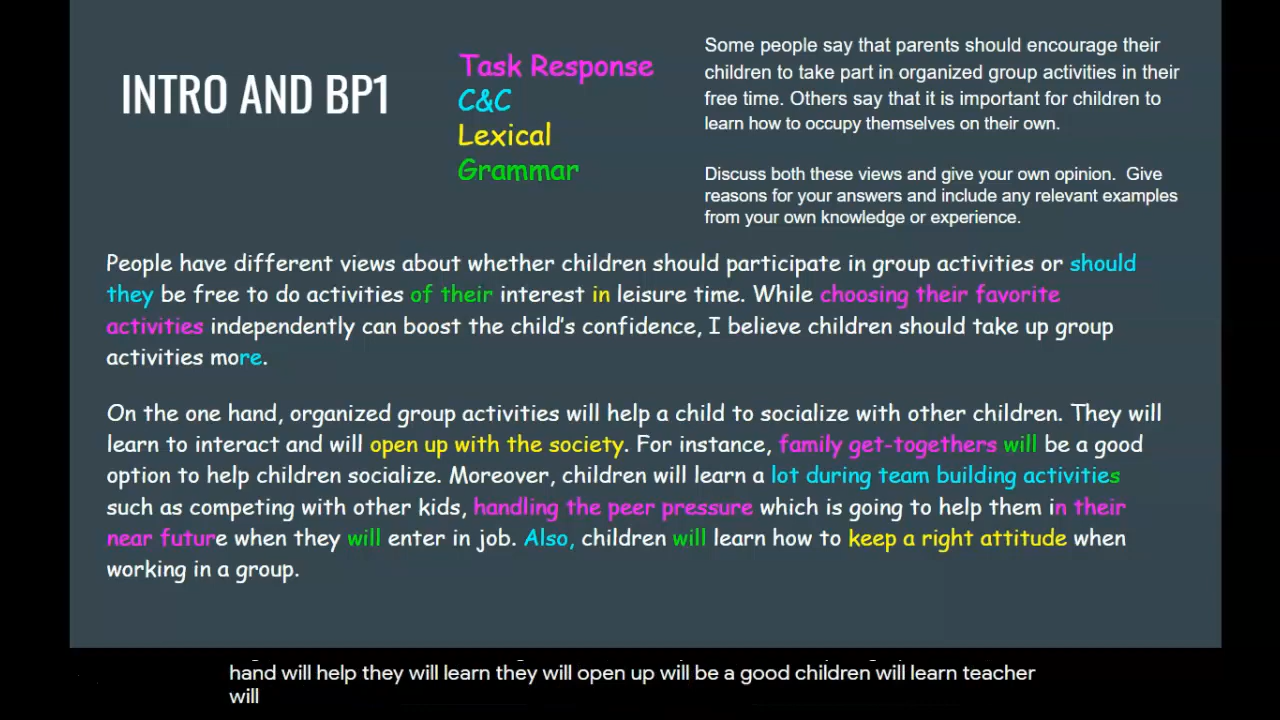 INTRO AND BP1
Task Response
C&C
Lexical
Grammar
Some people say that parents should encourage their
children to take part in organized group activities in their
free time. Others say that it is important for children to
learn how to occupy themselves on their own.
Discuss both these views and give your own opinion. Give
reasons for your answers and include any relevant examples
from your own knowledge or experience.
People have different views about whether children should participate in group activities or should
they be free to do activities of their interest in leisure time. While choosing their favorite
activities independently can boost the child's confidence, I believe children should take up group
activities more.
On the one hand, organized group activities will help a child to socialize with other children. They will
learn to interact and will open up with the society. For instance, family get-togethers will be a good
option to help children socialize. Moreover, children will learn a lot during team building activities
such as competing with other kids, handling the peer pressure which is going to help them in their
near future when they will enter in job. Also, children will learn how to keep a right attitude when
working in a group.
hand will help they will learn they will open up will be a good children will learn teacher
will